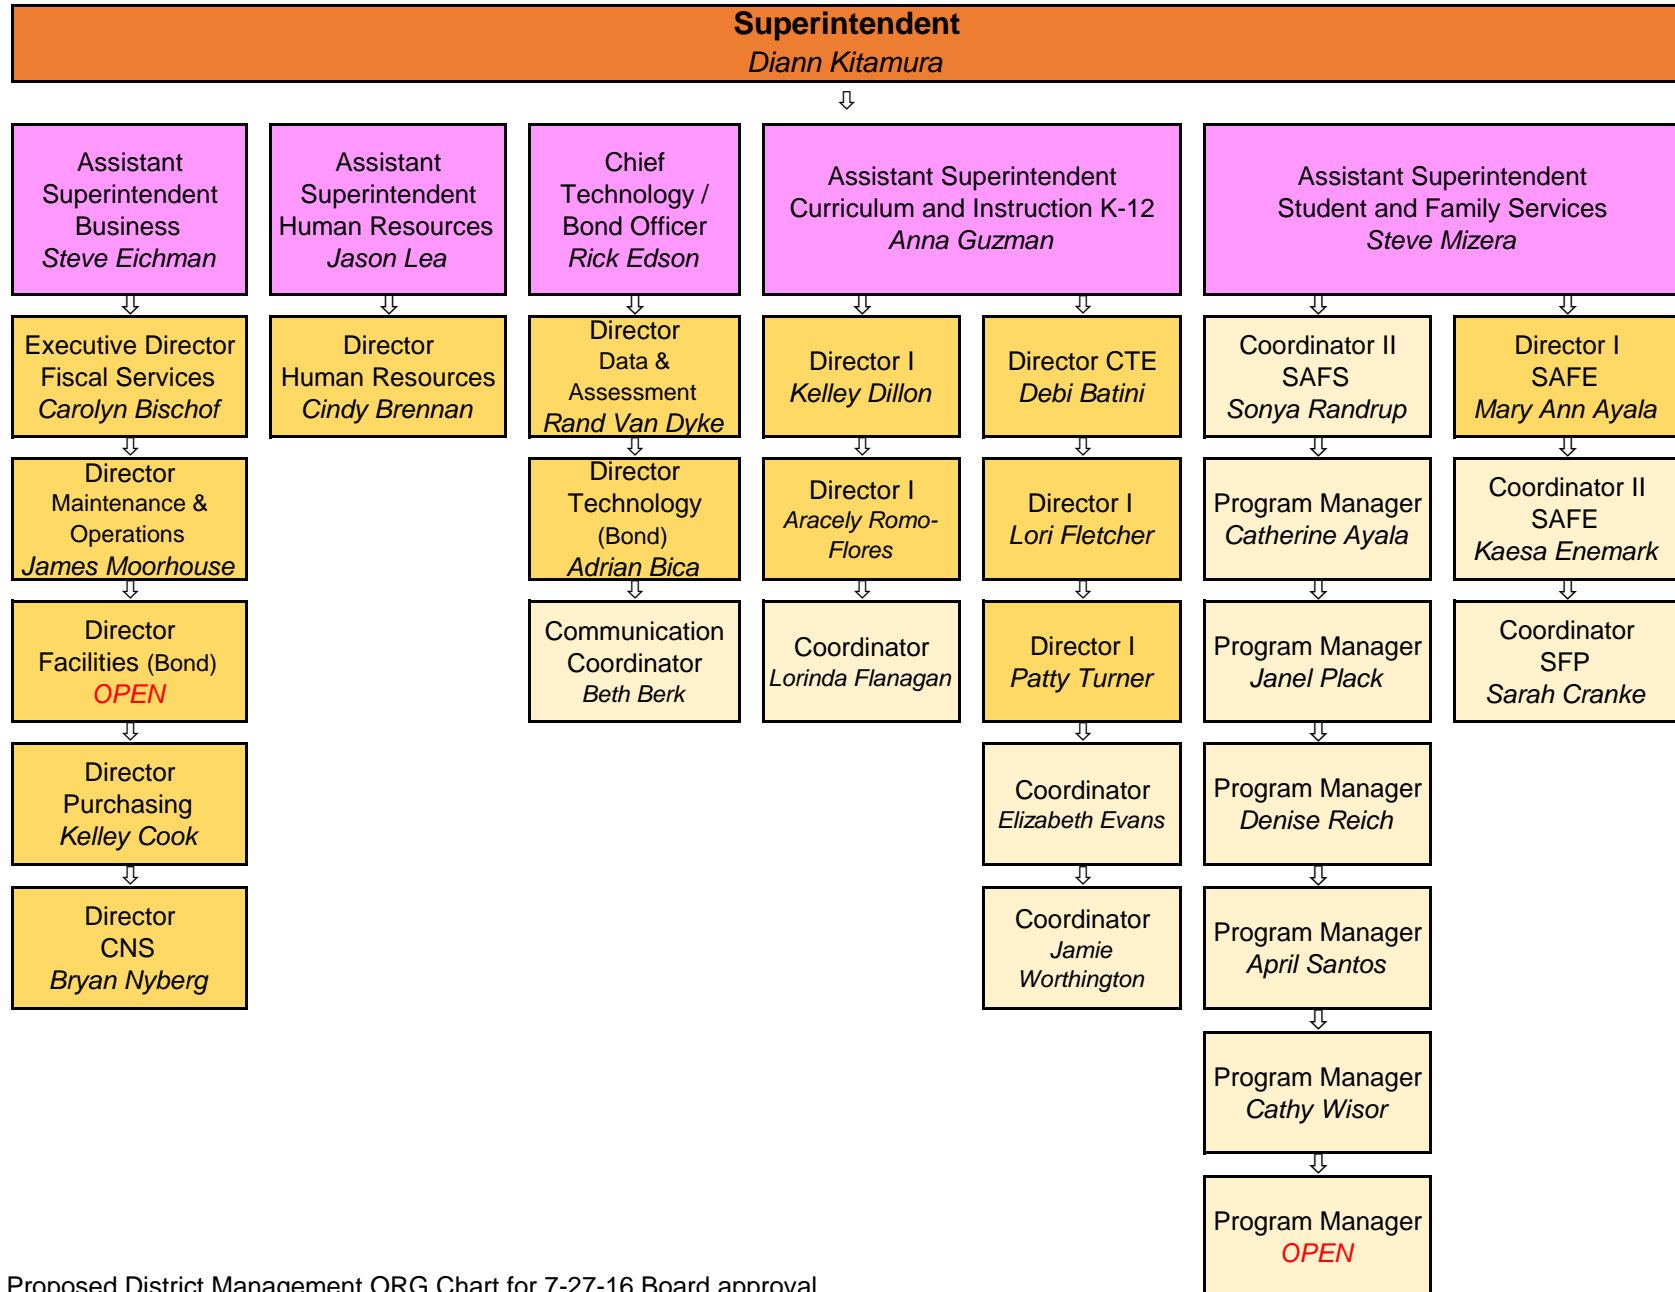 Superintendent
Diann Kitamura
Assistant
Superintendent
Business
Steve Eichman
Assistant
Superintendent
Human Resources
Jason Lea
Chief
Technology /
Bond Officer
Rick Edson
Assistant Superintendent
Curriculum and Instruction K-12
Anna Guzman
Assistant Superintendent
Student and Family Services
Steve Mizera
Executive Director
Fiscal Services
Carolyn Bischof
Director
Human Resources
Cindy Brennan
Director
Data &
Assessment
Rand Van Dyke
Director I
Kelley Dillon
Director CTE
Debi Batini
Coordinator II
SAFS
Sonya Randrup
Director I
SAFE
Mary Ann Ayala
Director
Maintenance &
Operations
James Moorhouse
Director
Technology
(Bond)
Adrian Bica
Director I
Aracely Romo-
Flores
Director I
Lori Fletcher
Program Manager
Catherine Ayala
Coordinator II
SAFE
Kaesa Enemark
Director
Facilities (Bond)
OPEN
Communication
Coordinator
Beth Berk
Coordinator
Lorinda Flanagan
Director I
Patty Turner
Program Manager
Janel Plack
Coordinator
SFP
Sarah Cranke
Director
Purchasing
Kelley Cook
Coordinator
Elizabeth Evans
Program Manager
Denise Reich
Director
CNS
Bryan Nyberg
Coordinator
Jamie
Worthington
Program Manager
April Santos
Program Manager
Cathy Wisor
Program Manager
OPEN
Proposed District Management ORG Chart for 7-27-16 Board approval